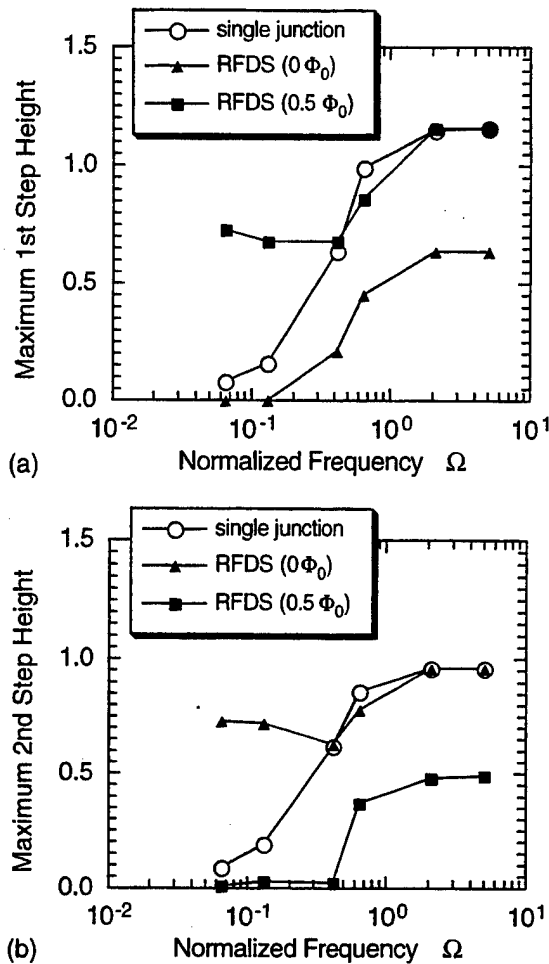 single junction
RFDS (0 Φ₀)
RFDS (0.5 Φ₀)
1.5
1.0
0.5
0.0
Maximum 1st Step Height
10⁻²
10⁻¹
10⁰
10¹
(a)
Normalized Frequency Ω
single junction
RFDS (0Φ₀)
RFDS (0.5 Φ₀)
1.5
1.0
0.5
0.0
Maximum 2nd Step Height
10⁻²
10⁻¹
10⁰
10¹
(b)
Normalized Frequency Ω